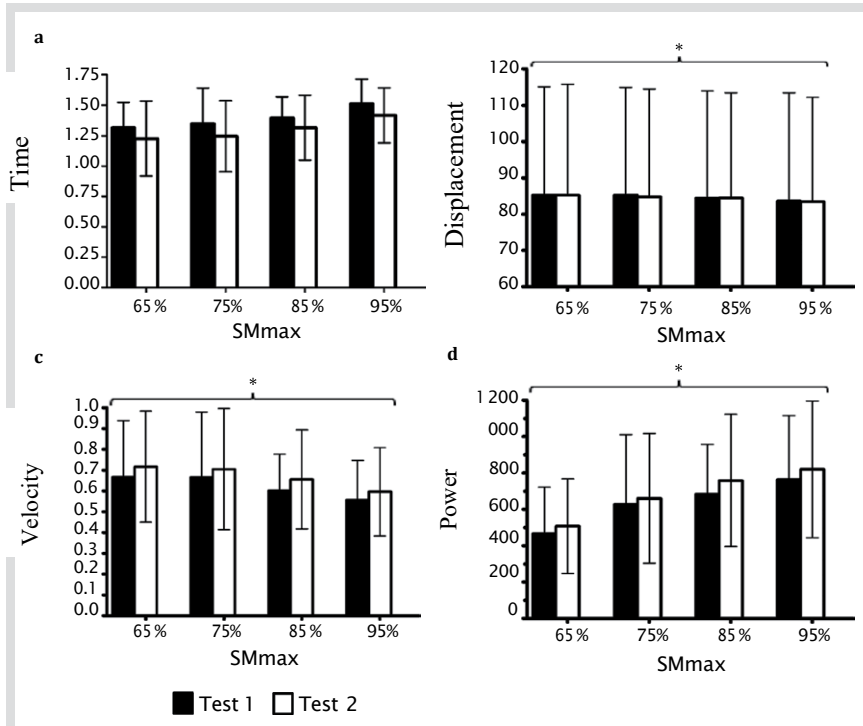 a
*
Time
1.75
1.50
1.25
1.00
0.75
0.50
0.25
0.00
65 % 75% 85 % 95%
SMmax
Displacement
120
110
100
90
80
70
60
65 % 75% 85% 95 %
SMmax
c
*
Velocity
1.0
0.9
0.8
0.7
0.6
0.5
0.4
0.3
0.2
0.1
0.0
65 % 75% 85 % 95%
SMmax
d
*
Power
1 200
000
800
600
400
200
0
65 % 75% 85 % 95%
SMmax
Test 1 Test 2